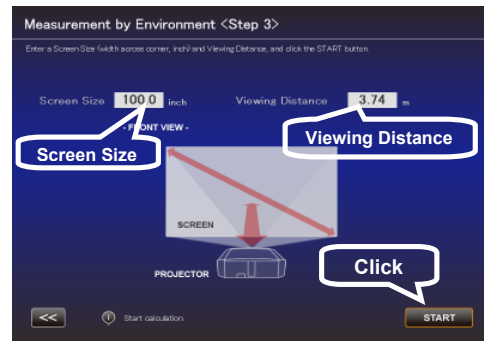 Measurement by Environment <Step 3>
Enter a Screen Size (width across corner, inch) and Viewing Distance, and click the START button.
Screen Size 100.0 inch Viewing Distance 3.74 m
- FRONT VIEW -
Viewing Distance
Screen Size
SCREEN
PROJECTOR
Click
<< Start calculation START